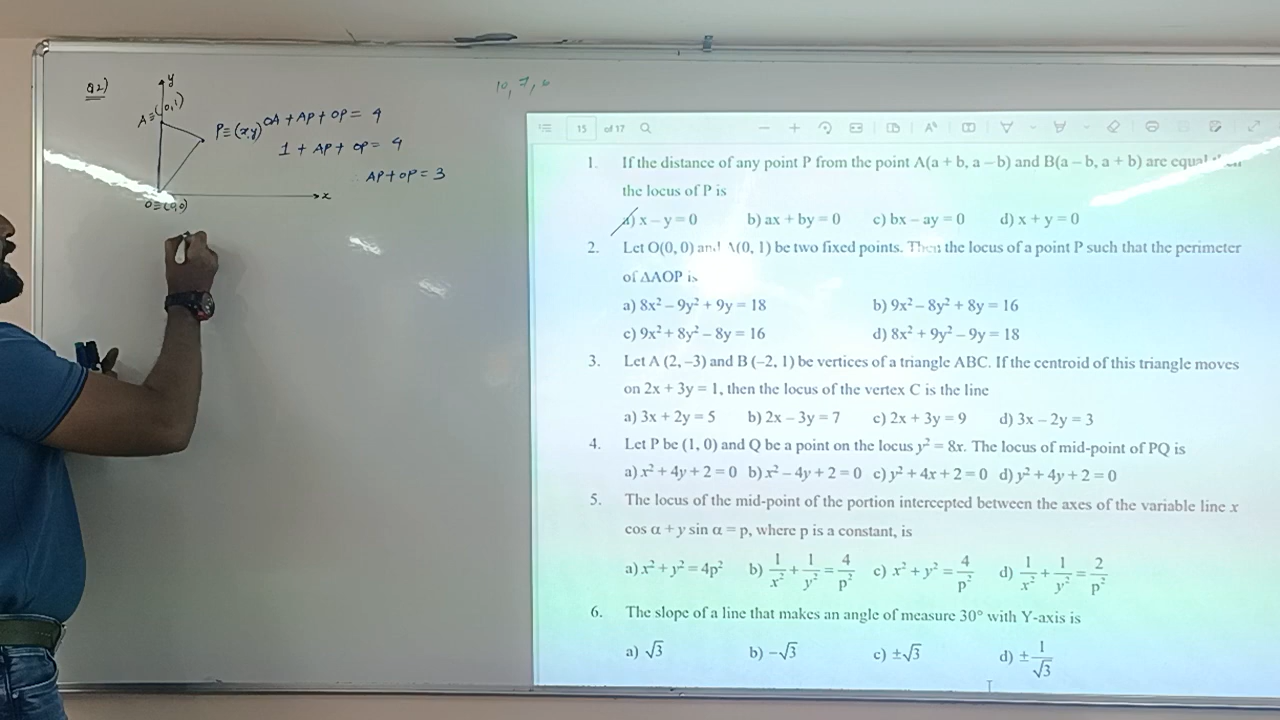 Q2)
y
A≡(0,1)
P≡(x,y)
OA + AP + OP = 4
1 + AP + OP = 4
AP + OP = 3
x
O≡(0,0)
10, 7, 6
15 of 17
1. If the distance of any point P from the point A(a + b, a – b) and B(a – b, a + b) are equal then
the locus of P is
a) x – y = 0 b) ax + by = 0 c) bx – ay = 0 d) x + y = 0
2. Let O(0, 0) and A(0, 1) be two fixed points. Then the locus of a point P such that the perimeter
of ΔAOP is
a) 8x² – 9y² + 9y = 18 b) 9x² – 8y² + 8y = 16
c) 9x² + 8y² – 8y = 16 d) 8x² + 9y² – 9y = 18
3. Let A (2, –3) and B (–2, 1) be vertices of a triangle ABC. If the centroid of this triangle moves
on 2x + 3y = 1, then the locus of the vertex C is the line
a) 3x + 2y = 5 b) 2x – 3y = 7 c) 2x + 3y = 9 d) 3x – 2y = 3
4. Let P be (1, 0) and Q be a point on the locus y² = 8x. The locus of mid-point of PQ is
a) x² + 4y + 2 = 0 b) x² – 4y + 2 = 0 c) y² + 4x + 2 = 0 d) y² + 4y + 2 = 0
5. The locus of the mid-point of the portion intercepted between the axes of the variable line x
cos α + y sin α = p, where p is a constant, is
a) x² + y² = 4p² b) 1/x² + 1/y² = 4/p² c) x² + y² = 4/p² d) 1/x² + 1/y² = 2/p²
6. The slope of a line that makes an angle of measure 30° with Y-axis is
a) √3 b) –√3 c) ±√3 d) ± 1/√3